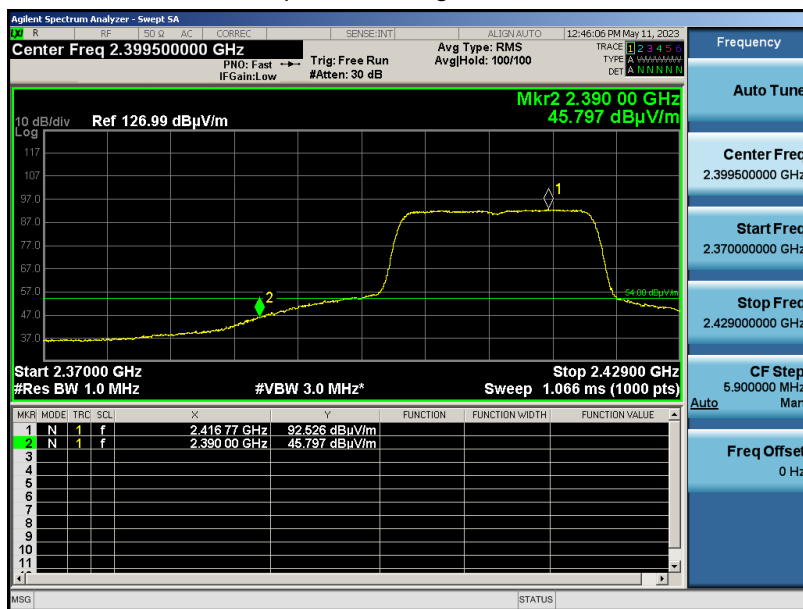 Agilent Spectrum Analyzer - Swept SA
LXI R RF 50 Ω AC CORREC SENSE:INT ALIGN AUTO 12:46:06 PM May 11, 2023
Center Freq 2.399500000 GHz
PNO: Fast
IFGain:Low
Trig: Free Run
#Atten: 30 dB
Avg Type: RMS
Avg|Hold: 100/100
TRACE 1 2 3 4 5 6
TYPE A
DET A N N N N N
Mkr2 2.390 00 GHz
45.797 dBµV/m
10 dB/div Ref 126.99 dBµV/m
Log
117
107
97.0
87.0
77.0
67.0
57.0
47.0
37.0
1
2
54.00 dBµV/m
Start 2.37000 GHz Stop 2.42900 GHz
#Res BW 1.0 MHz #VBW 3.0 MHz* Sweep 1.066 ms (1000 pts)
MKR MODE TRC SCL X Y FUNCTION FUNCTION WIDTH FUNCTION VALUE
1 N 1 f 2.416 77 GHz 92.526 dBµV/m
2 N 1 f 2.390 00 GHz 45.797 dBµV/m
3
4
5
6
7
8
9
10
11
MSG STATUS
Frequency
Auto Tune
Center Freq
2.399500000 GHz
Start Freq
2.370000000 GHz
Stop Freq
2.429000000 GHz
CF Step
5.900000 MHz
Auto Man
Freq Offset
0 Hz